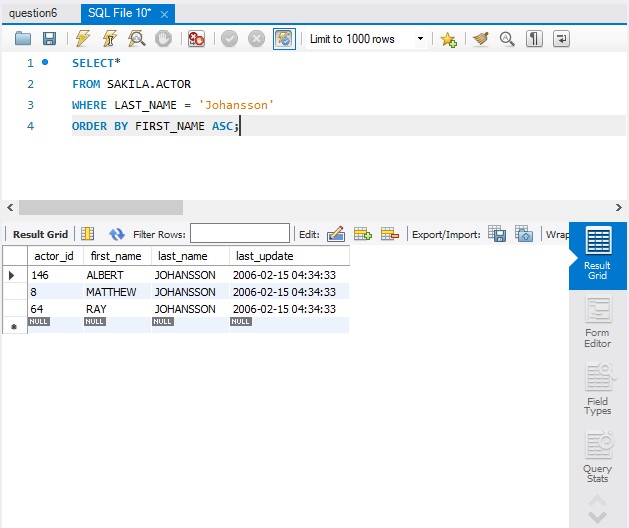 question6 SQL File 10* ×
Limit to 1000 rows
1 SELECT*
2 FROM SAKILA.ACTOR
3 WHERE LAST_NAME = 'Johansson'
4 ORDER BY FIRST_NAME ASC;
Result Grid Filter Rows: Edit: Export/Import: Wrap
actor_id first_name last_name last_update
146 ALBERT JOHANSSON 2006-02-15 04:34:33
8 MATTHEW JOHANSSON 2006-02-15 04:34:33
64 RAY JOHANSSON 2006-02-15 04:34:33
NULL NULL NULL NULL
Result
Grid
Form
Editor
Field
Types
Query
Stats